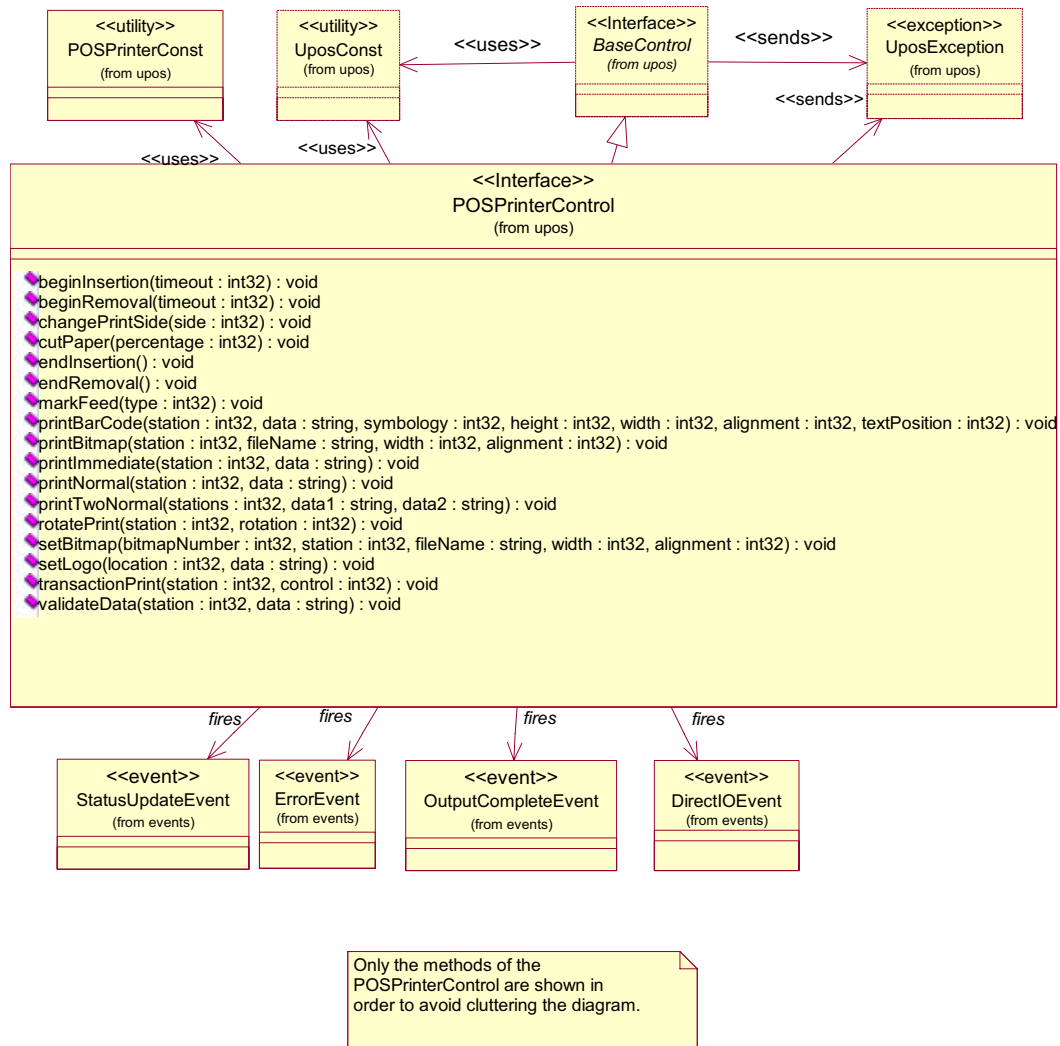 <<utility>>
POSPrinterConst
(from upos)
<<utility>>
UposConst
(from upos)
<<uses>>
<<Interface>>
BaseControl
(from upos)
<<sends>>
<<exception>>
UposException
(from upos)
<<uses>>
<<uses>>
<<sends>>
<<Interface>>
POSPrinterControl
(from upos)
beginInsertion(timeout : int32) : void
beginRemoval(timeout : int32) : void
changePrintSide(side : int32) : void
cutPaper(percentage : int32) : void
endInsertion() : void
endRemoval() : void
markFeed(type : int32) : void
printBarCode(station : int32, data : string, symbology : int32, height : int32, width : int32, alignment : int32, textPosition : int32) : void
printBitmap(station : int32, fileName : string, width : int32, alignment : int32) : void
printImmediate(station : int32, data : string) : void
printNormal(station : int32, data : string) : void
printTwoNormal(stations : int32, data1 : string, data2 : string) : void
rotatePrint(station : int32, rotation : int32) : void
setBitmap(bitmapNumber : int32, station : int32, fileName : string, width : int32, alignment : int32) : void
setLogo(location : int32, data : string) : void
transactionPrint(station : int32, control : int32) : void
validateData(station : int32, data : string) : void
fires
fires
fires
fires
<<event>>
StatusUpdateEvent
(from events)
<<event>>
ErrorEvent
(from events)
<<event>>
OutputCompleteEvent
(from events)
<<event>>
DirectIOEvent
(from events)
Only the methods of the
POSPrinterControl are shown in
order to avoid cluttering the diagram.